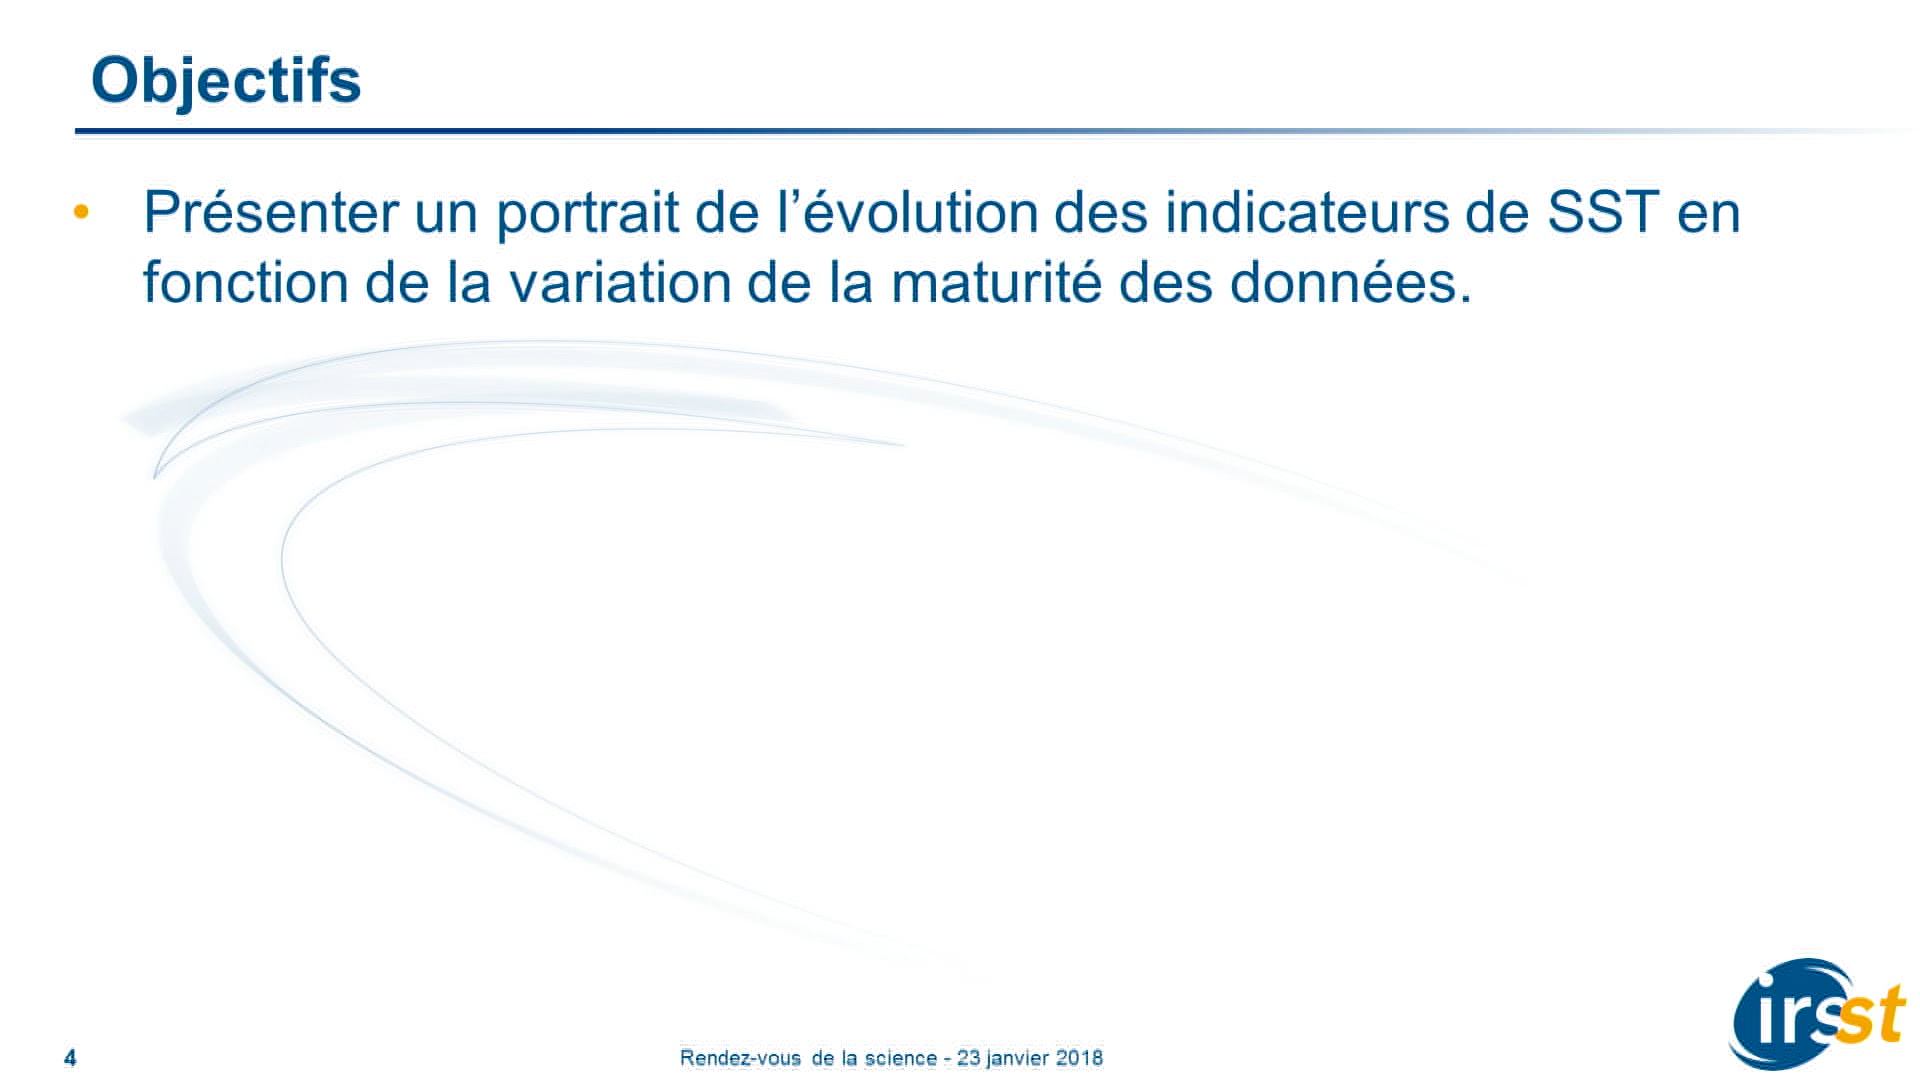 Objectifs
• Présenter un portrait de l’évolution des indicateurs de SST en
fonction de la variation de la maturité des données.
irsst
4
Rendez-vous de la science - 23 janvier 2018